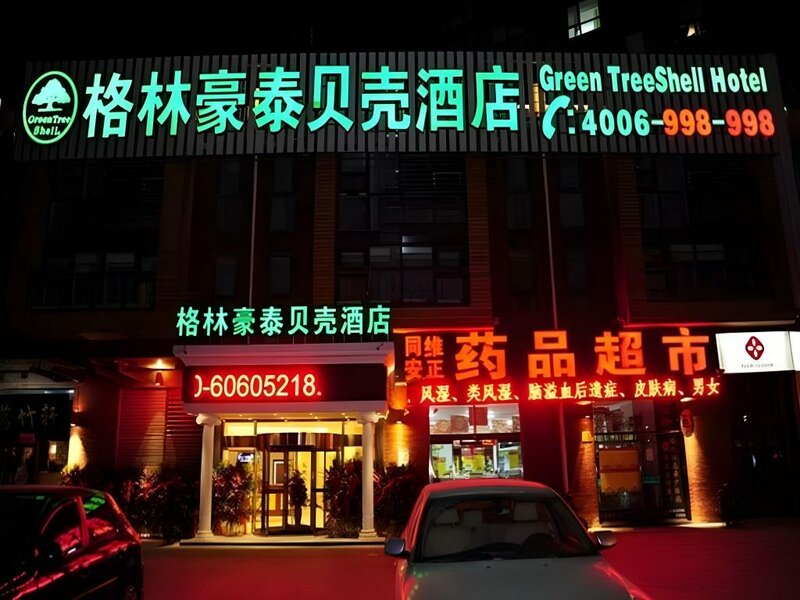 GreenTree
Shell
格林豪泰贝壳酒店
Green TreeShell Hotel
:4006-998-998
格林豪泰贝壳酒店
0-60605218.
同安
维正
药品超市
、风湿、类风湿、脑溢血后遗症、皮肤病、男女